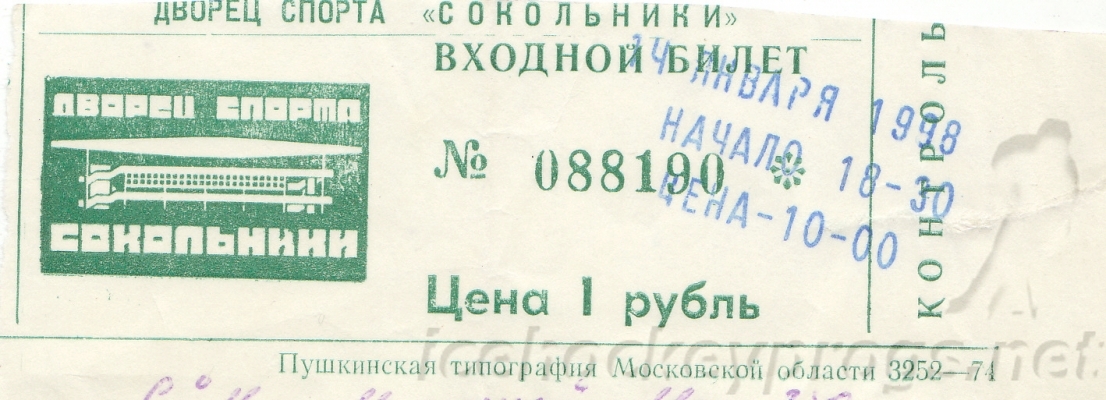 ДВОРЕЦ СПОРТА «СОКОЛЬНИКИ»
ВХОДНОЙ БИЛЕТ
ДВОРЕЦ СПОРТА
СОКОЛЬНИКИ
№ 088190 *
14 ЯНВАРЯ 1998
НАЧАЛО 18-30
ЦЕНА-10-00
Цена 1 рубль
КОНТРОЛЬ
Пушкинская типография Московской области 3252—74
icehockeyprogs.net